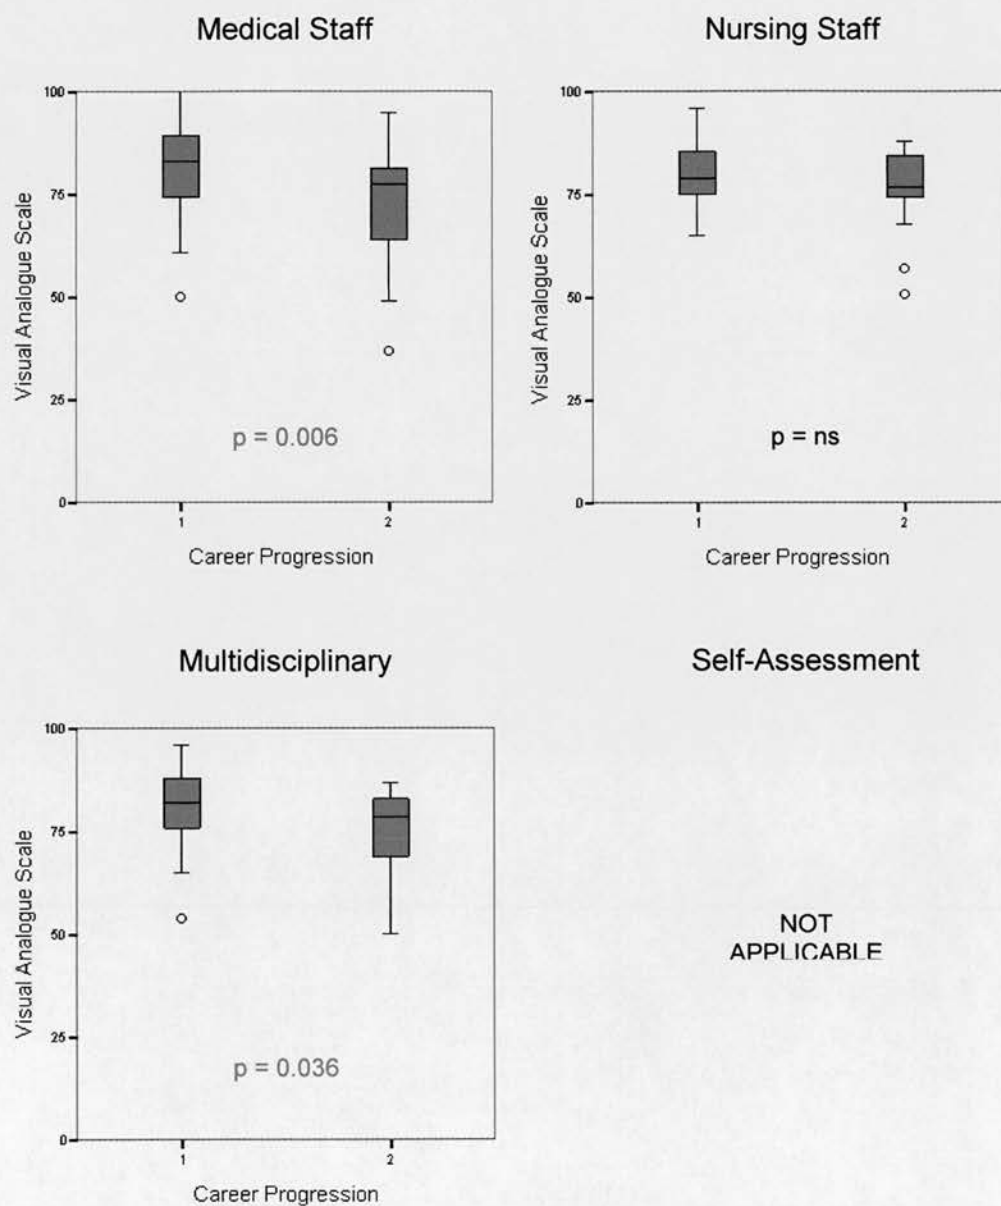 Medical Staff
Visual Analogue Scale
100
75
50
25
0
p = 0.006
1
2
Career Progression
Nursing Staff
Visual Analogue Scale
100
75
50
25
0
p = ns
1
2
Career Progression
Multidisciplinary
Visual Analogue Scale
100
75
50
25
0
p = 0.036
1
2
Career Progression
Self-Assessment
NOT
APPLICABLE